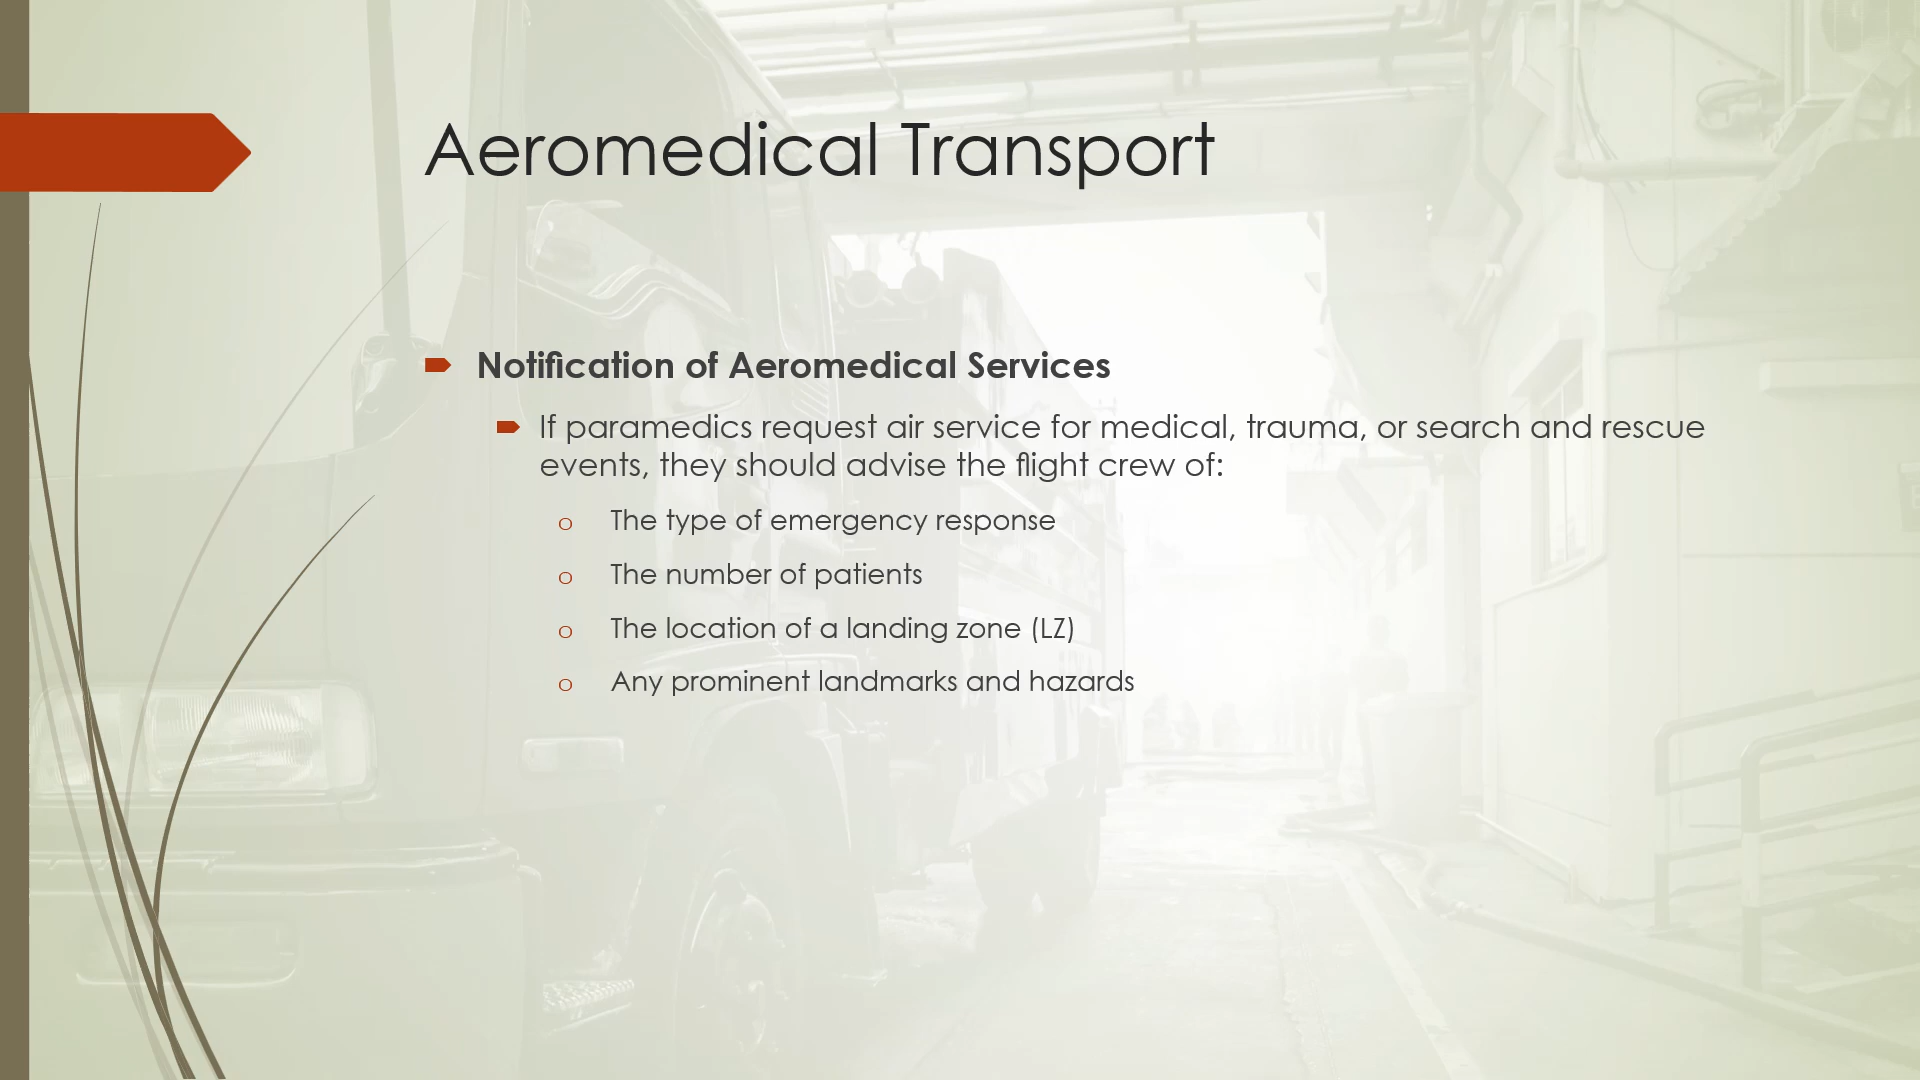 Aeromedical Transport
Notification of Aeromedical Services
If paramedics request air service for medical, trauma, or search and rescue
events, they should advise the flight crew of:
o The type of emergency response
o The number of patients
o The location of a landing zone (LZ)
o Any prominent landmarks and hazards